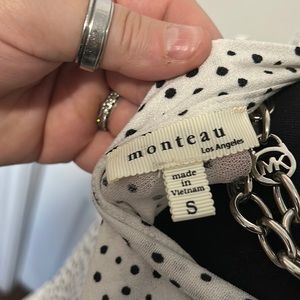 monteau
Los Angeles
made in
Vietnam
S
MK